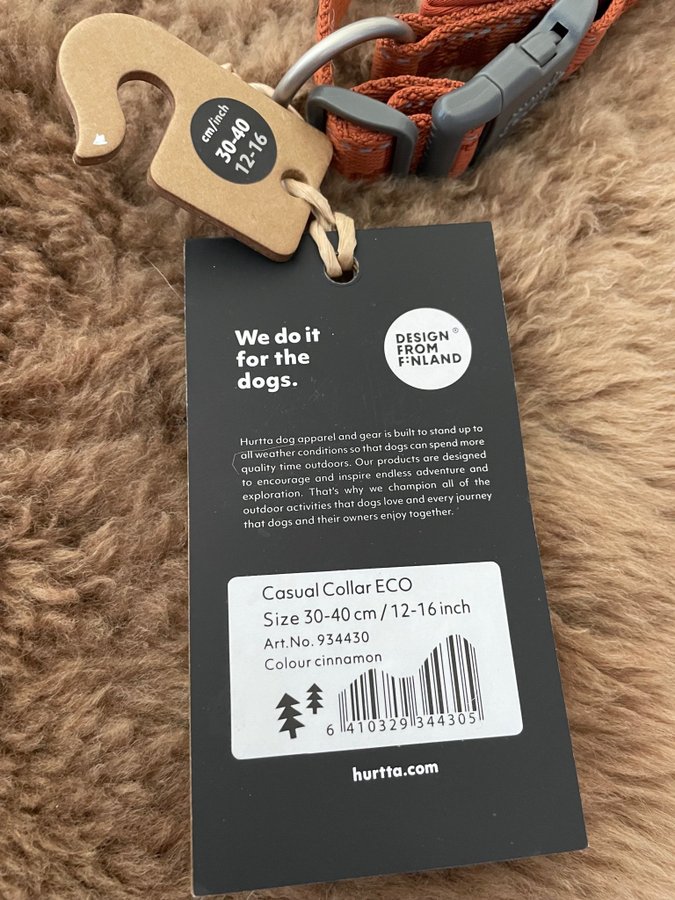 cm/inch
30-40
12-16
We do it
for the
dogs.
DESIGN ®
FROM
FINLAND
Hurtta dog apparel and gear is built to stand up to
all weather conditions so that dogs can spend more
quality time outdoors. Our products are designed
to encourage and inspire endless adventure and
exploration. That's why we champion all of the
outdoor activities that dogs love and every journey
that dogs and their owners enjoy together.
Casual Collar ECO
Size 30-40 cm / 12-16 inch
Art.No. 934430
Colour cinnamon
6 410329 344305
hurtta.com